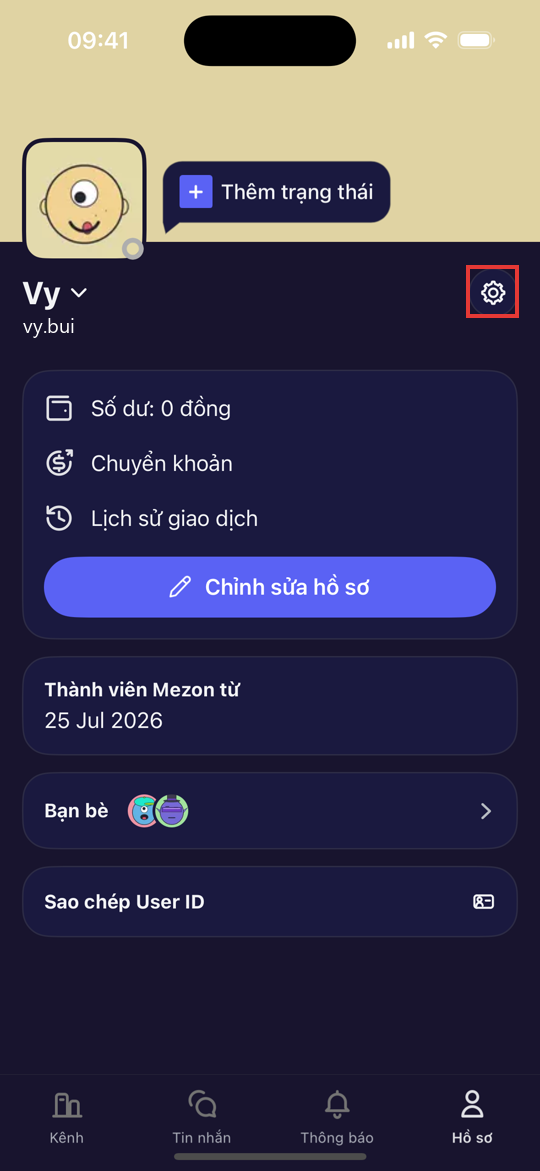 09:41
Thêm trạng thái
Vy
vy.bui
Số dư: 0 đồng
Chuyển khoản
Lịch sử giao dịch
Chỉnh sửa hồ sơ
Thành viên Mezon từ
25 Jul 2026
Bạn bè
Sao chép User ID
Kênh
Tin nhắn
Thông báo
Hồ sơ